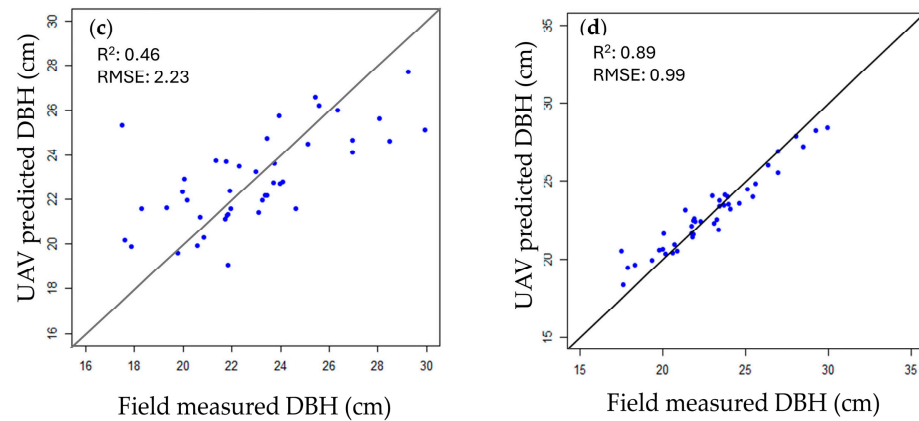 (c)
R²: 0.46
RMSE: 2.23
UAV predicted DBH (cm)
30
28
26
24
22
20
18
16
16 18 20 22 24 26 28 30
Field measured DBH (cm)
(d)
R²: 0.89
RMSE: 0.99
UAV predicted DBH (cm)
35
30
25
20
15
15 20 25 30 35
Field measured DBH (cm)